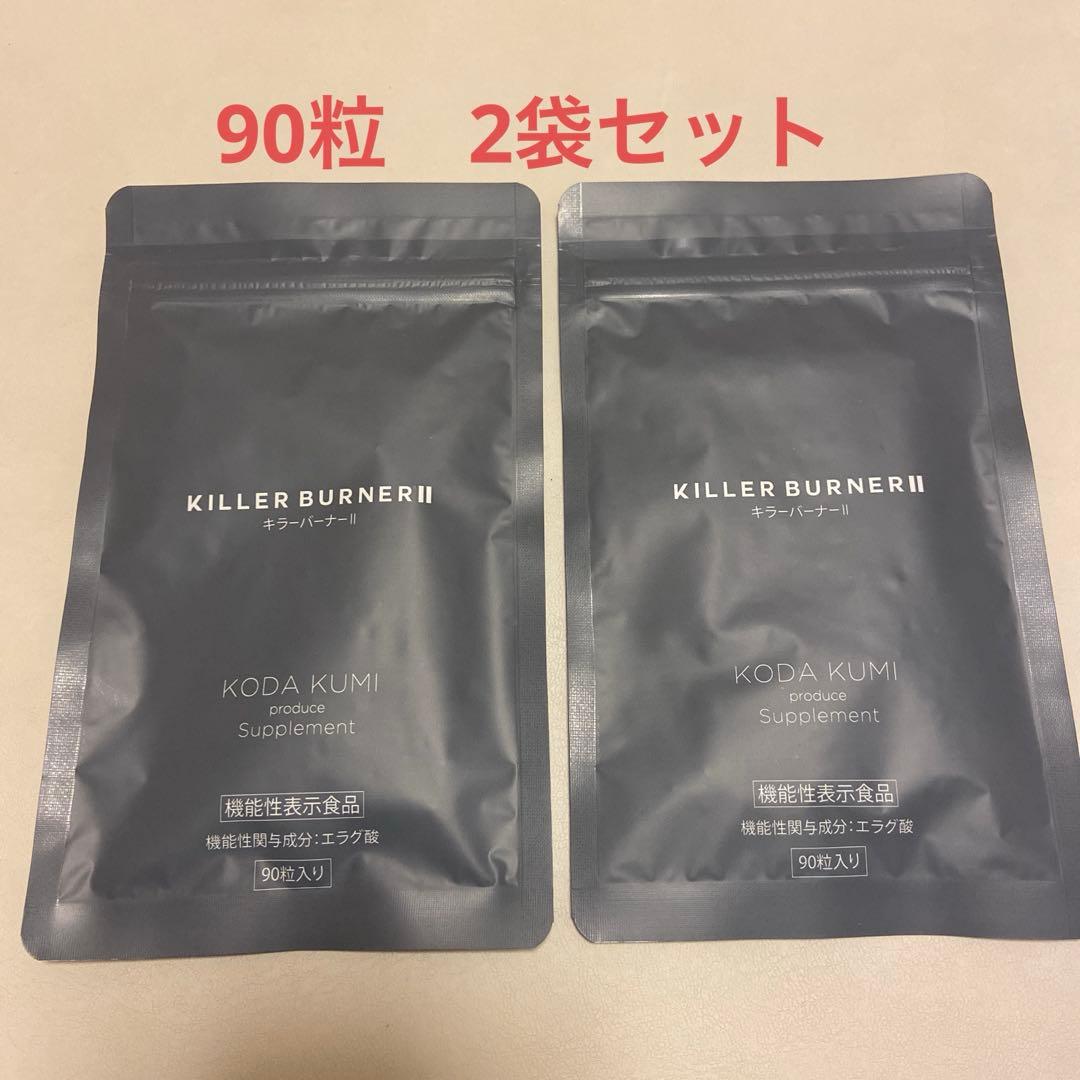 90粒　2袋セット
KILLER BURNERⅡ
キラーバーナーⅡ
KODA KUMI
produce
Supplement
機能性表示食品
機能性関与成分：エラグ酸
90粒入り
KILLER BURNERⅡ
キラーバーナーⅡ
KODA KUMI
produce
Supplement
機能性表示食品
機能性関与成分：エラグ酸
90粒入り